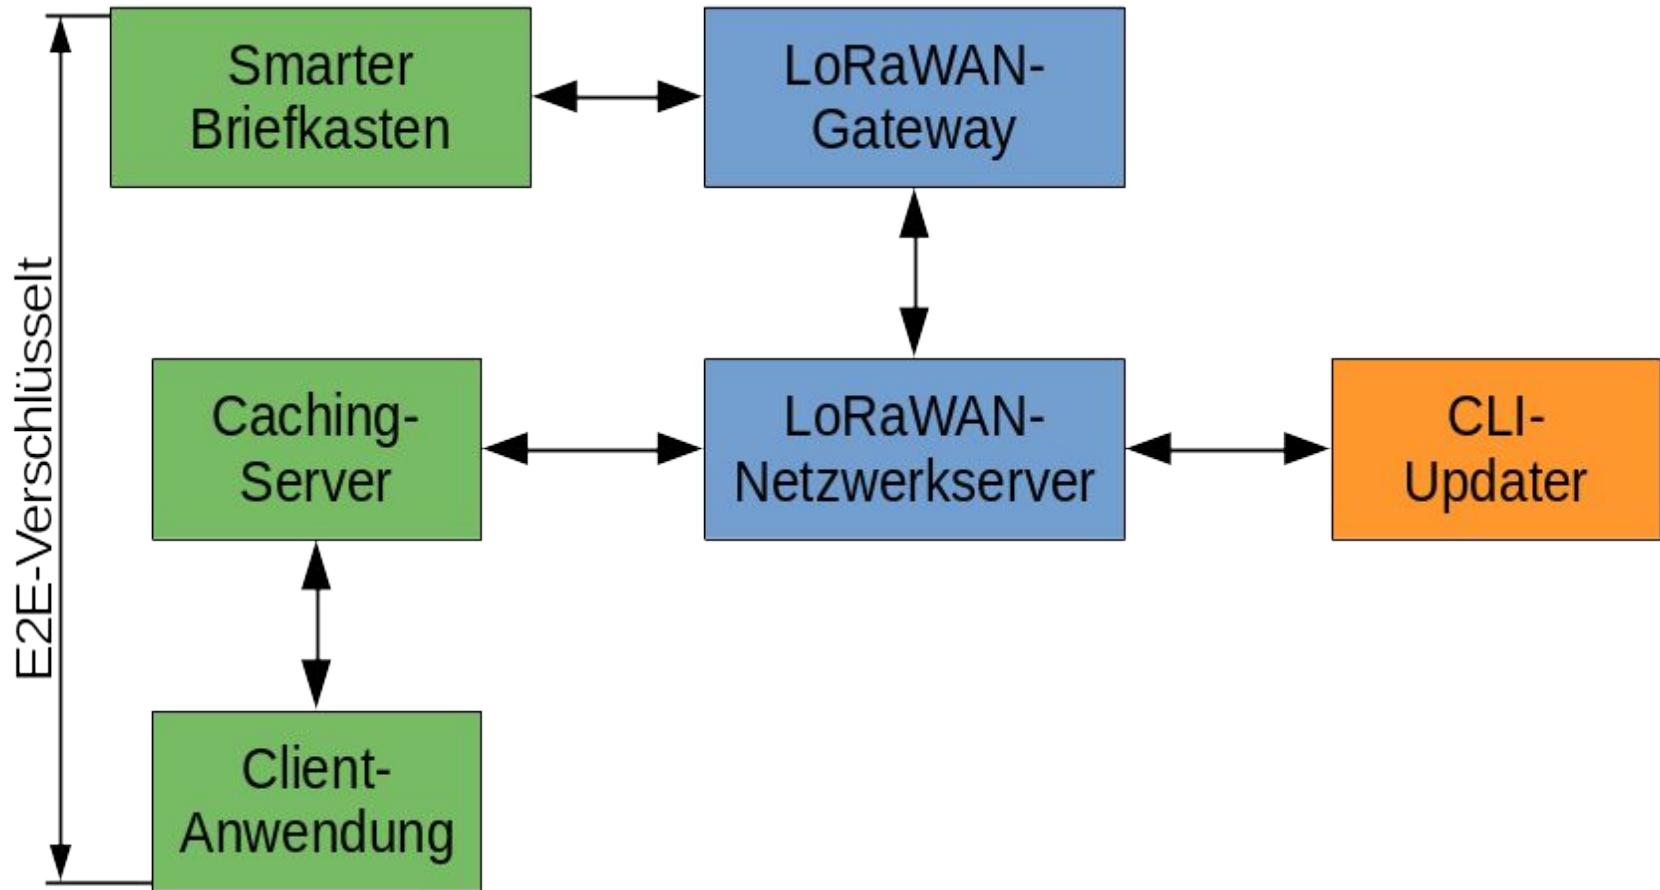 Smarter
Briefkasten
LoRaWAN-
Gateway
E2E-Verschlüsselt
Caching-
Server
LoRaWAN-
Netzwerkserver
CLI-
Updater
Client-
Anwendung